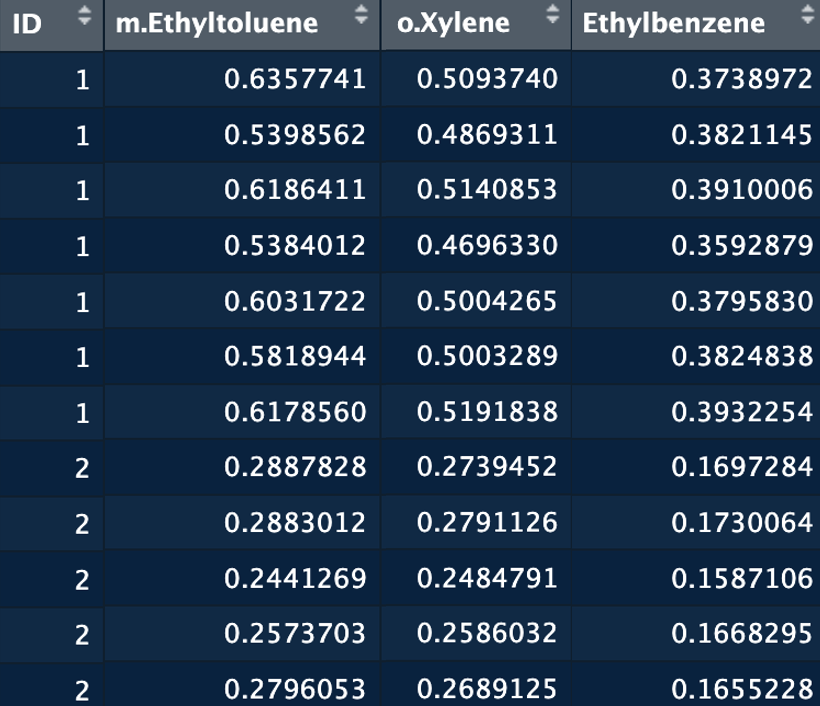 ID m.Ethyltoluene o.Xylene Ethylbenzene
1 0.6357741 0.5093740 0.3738972
1 0.5398562 0.4869311 0.3821145
1 0.6186411 0.5140853 0.3910006
1 0.5384012 0.4696330 0.3592879
1 0.6031722 0.5004265 0.3795830
1 0.5818944 0.5003289 0.3824838
1 0.6178560 0.5191838 0.3932254
2 0.2887828 0.2739452 0.1697284
2 0.2883012 0.2791126 0.1730064
2 0.2441269 0.2484791 0.1587106
2 0.2573703 0.2586032 0.1668295
2 0.2796053 0.2689125 0.1655228